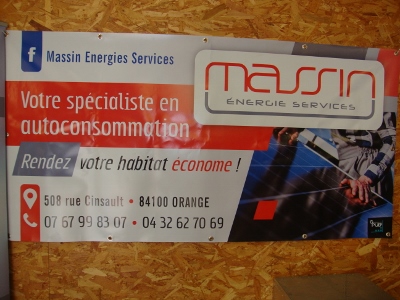 f Massin Energies Services
massin
ÉNERGIE SERVICES
Votre spécialiste en
autoconsommation
Rendez votre habitat économe !
508 rue Cinsault • 84100 ORANGE
07 67 99 83 07 • 04 32 62 70 69